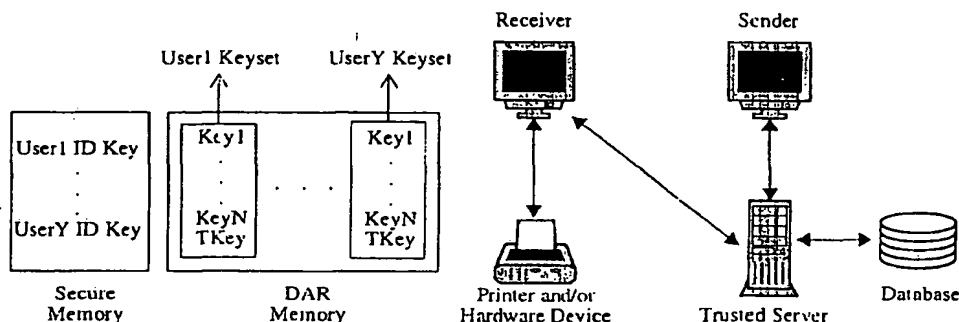 Receiver
Sender
User1 Keyset
UserY Keyset
User1 ID Key
UserY ID Key
Key1
KeyN
TKey
Key1
KeyN
TKey
Secure
Memory
DAR
Memory
Printer and/or
Hardware Device
Trusted Server
Database